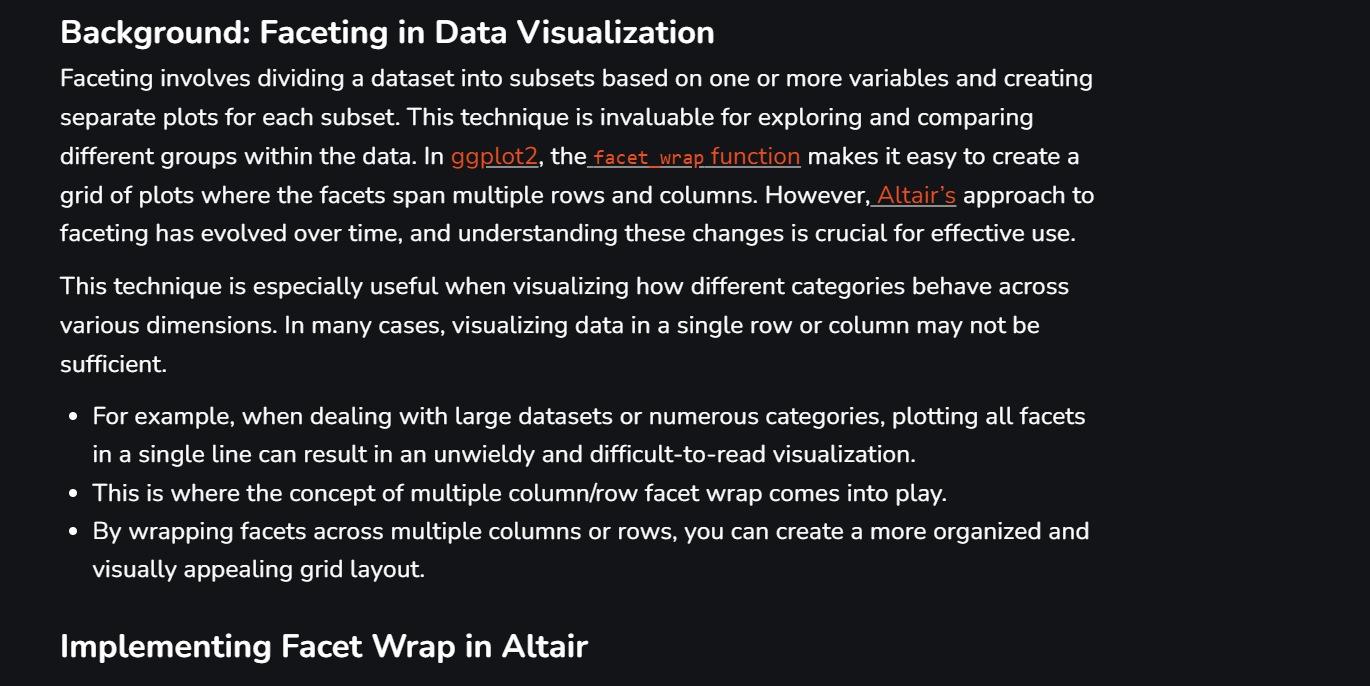 Background: Faceting in Data Visualization
Faceting involves dividing a dataset into subsets based on one or more variables and creating
separate plots for each subset. This technique is invaluable for exploring and comparing
different groups within the data. In ggplot2, the facet_wrap function makes it easy to create a
grid of plots where the facets span multiple rows and columns. However, Altair’s approach to
faceting has evolved over time, and understanding these changes is crucial for effective use.
This technique is especially useful when visualizing how different categories behave across
various dimensions. In many cases, visualizing data in a single row or column may not be
sufficient.
• For example, when dealing with large datasets or numerous categories, plotting all facets
in a single line can result in an unwieldy and difficult-to-read visualization.
• This is where the concept of multiple column/row facet wrap comes into play.
• By wrapping facets across multiple columns or rows, you can create a more organized and
visually appealing grid layout.
Implementing Facet Wrap in Altair